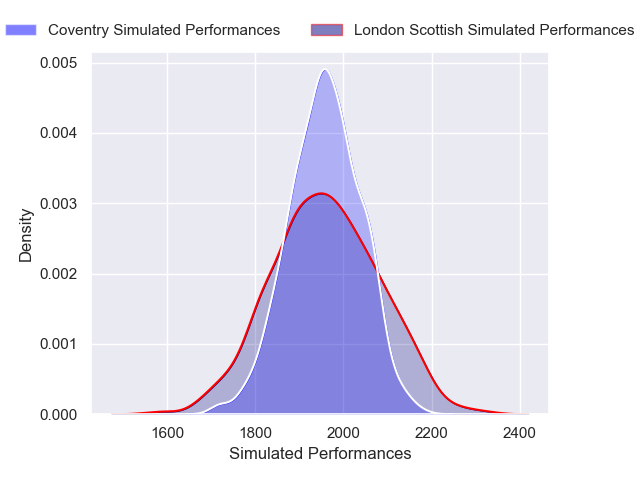 Coventry Simulated Performances
London Scottish Simulated Performances
0.005
0.004
0.003
0.002
0.001
0.000
Density
1600 1800 2000 2200 2400
Simulated Performances